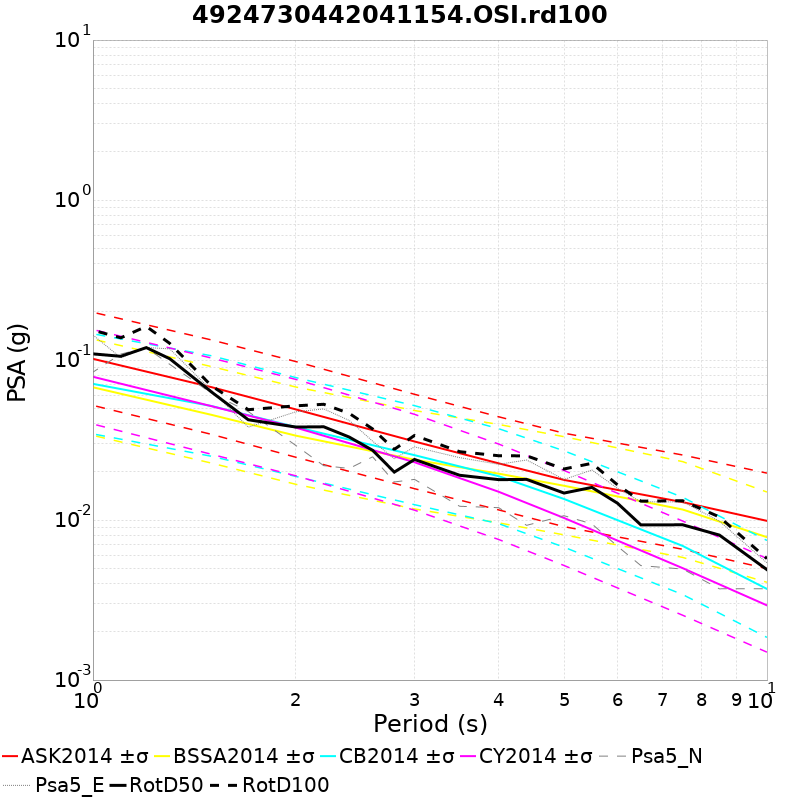 4924730442041154.OSI.rd100
10^1
10^0
10^-1
10^-2
10^-3
PSA (g)
10^0 2 3 4 5 6 7 8 9 10^1
Period (s)
ASK2014 ±σ BSSA2014 ±σ CB2014 ±σ CY2014 ±σ Psa5_N
Psa5_E RotD50 RotD100